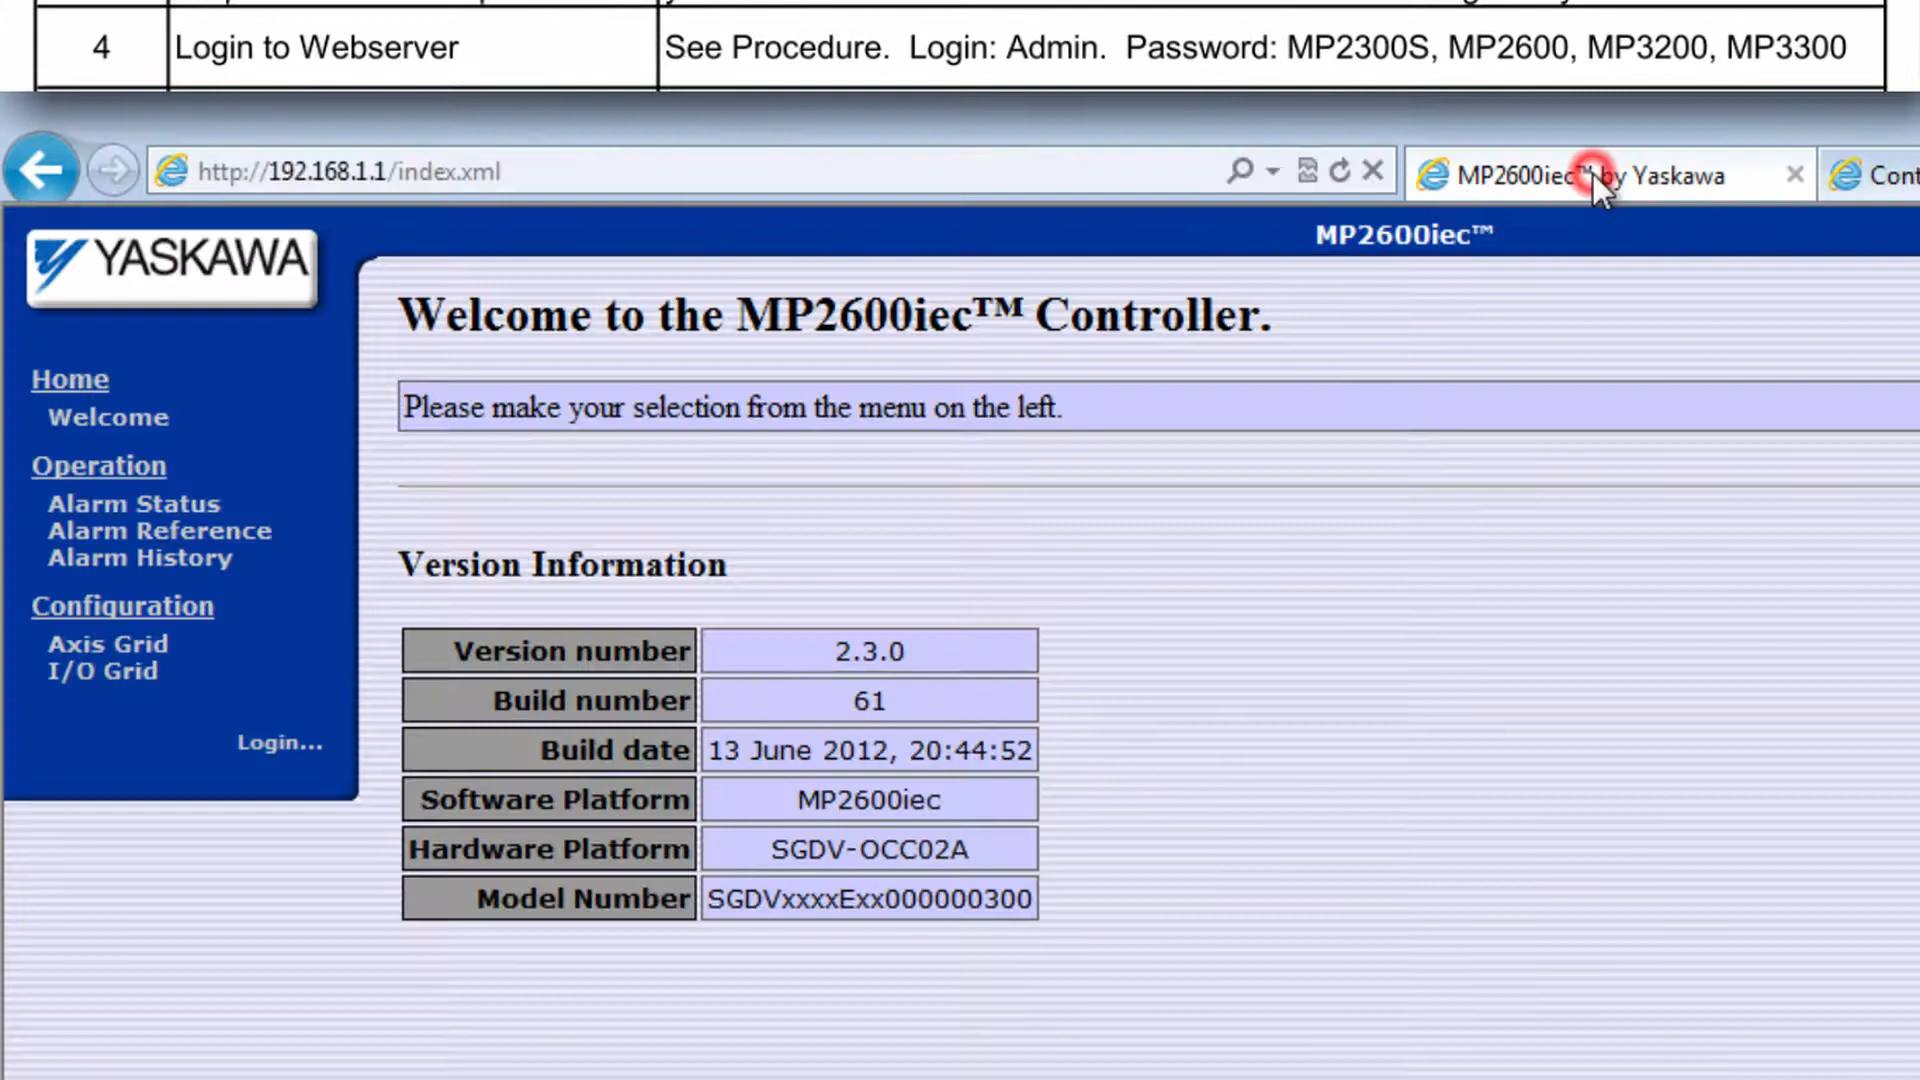 4 Login to Webserver See Procedure. Login: Admin. Password: MP2300S, MP2600, MP3200, MP3300
http://192.168.1.1/index.xml
MP2600iec™ by Yaskawa
Cont
YASKAWA
MP2600iec™
Home
Welcome
Operation
Alarm Status
Alarm Reference
Alarm History
Configuration
Axis Grid
I/O Grid
Login...
Welcome to the MP2600iec™ Controller.
Please make your selection from the menu on the left.
Version Information
Version number 2.3.0
Build number 61
Build date 13 June 2012, 20:44:52
Software Platform MP2600iec
Hardware Platform SGDV-OCC02A
Model Number SGDVxxxxExx000000300